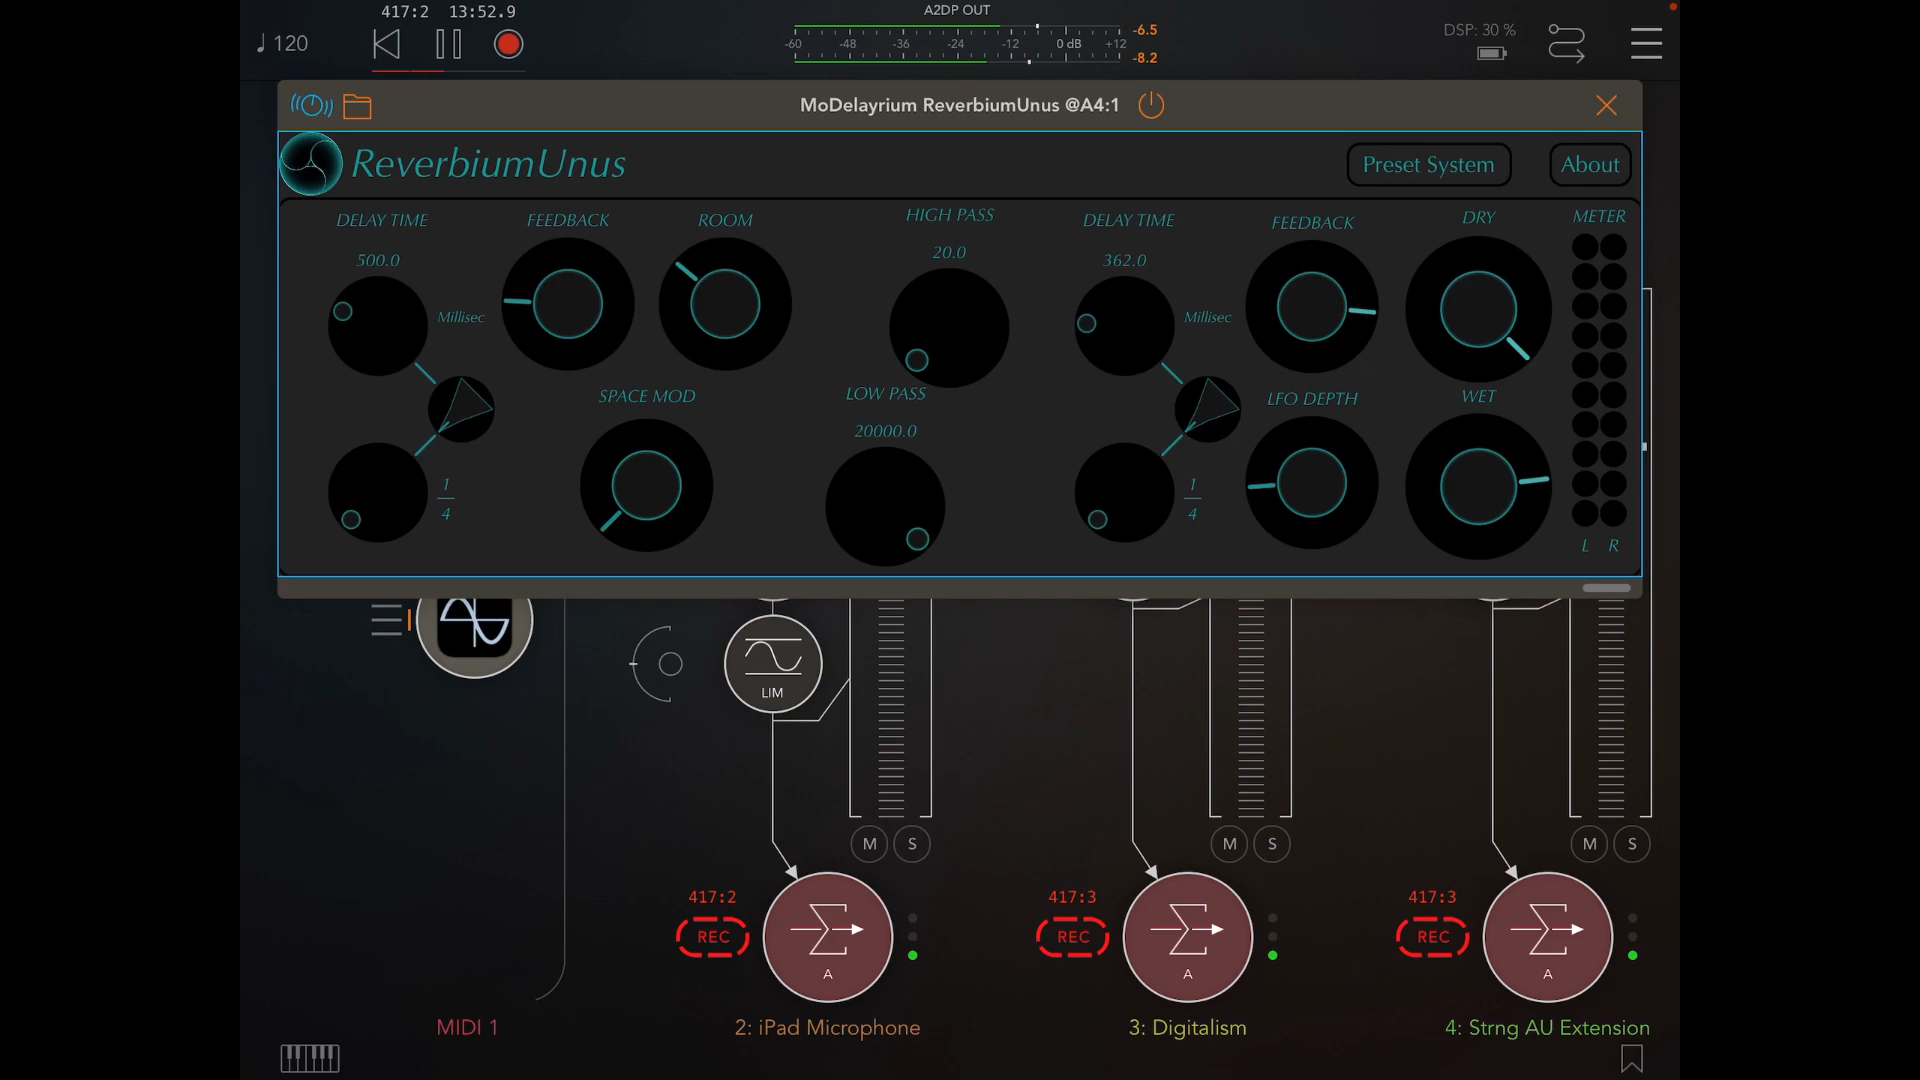 417:2 13:52.9
A2DP OUT
120
-60 -48 -36 -24 -12 0 dB +12
-6.5
-8.2
DSP: 30 %
MoDelayrium ReverbiumUnus @A4:1
ReverbiumUnus
Preset System
About
DELAY TIME
FEEDBACK
ROOM
HIGH PASS
DELAY TIME
FEEDBACK
DRY
METER
500.0
20.0
362.0
Millisec
Millisec
SPACE MOD
LOW PASS
LFO DEPTH
WET
20000.0
1
4
1
4
L R
LIM
M S
M S
M S
417:2
417:3
417:3
REC
REC
REC
A
A
A
MIDI 1
2: iPad Microphone
3: Digitalism
4: Strng AU Extension